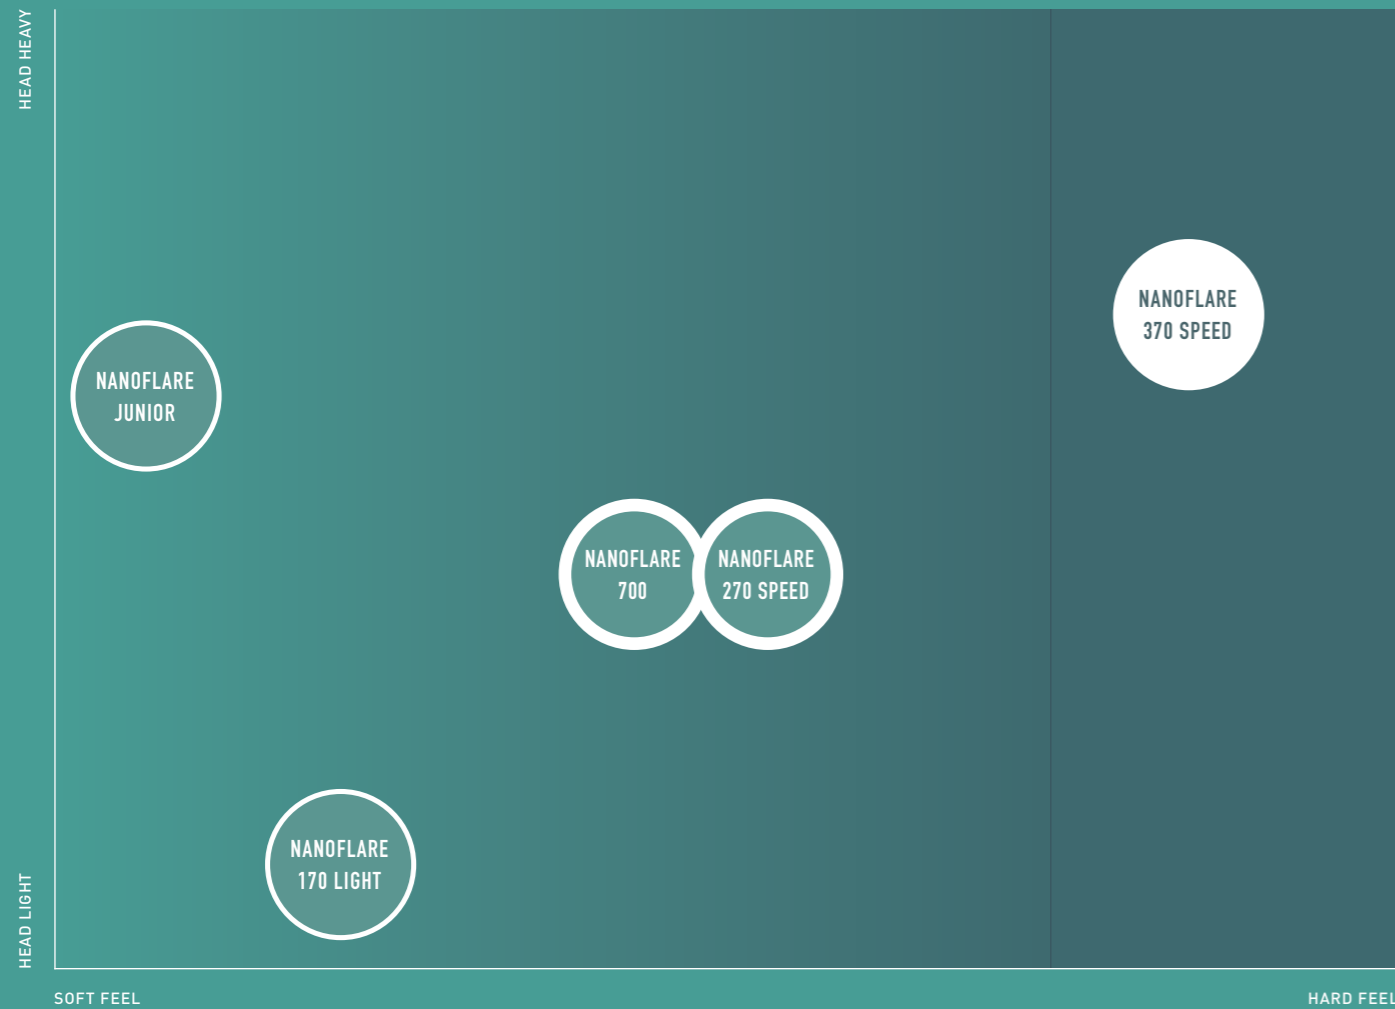 HEAD HEAVY
NANOFLARE
370 SPEED
NANOFLARE
JUNIOR
NANOFLARE
700
NANOFLARE
270 SPEED
NANOFLARE
170 LIGHT
HEAD LIGHT
SOFT FEEL
HARD FEEL